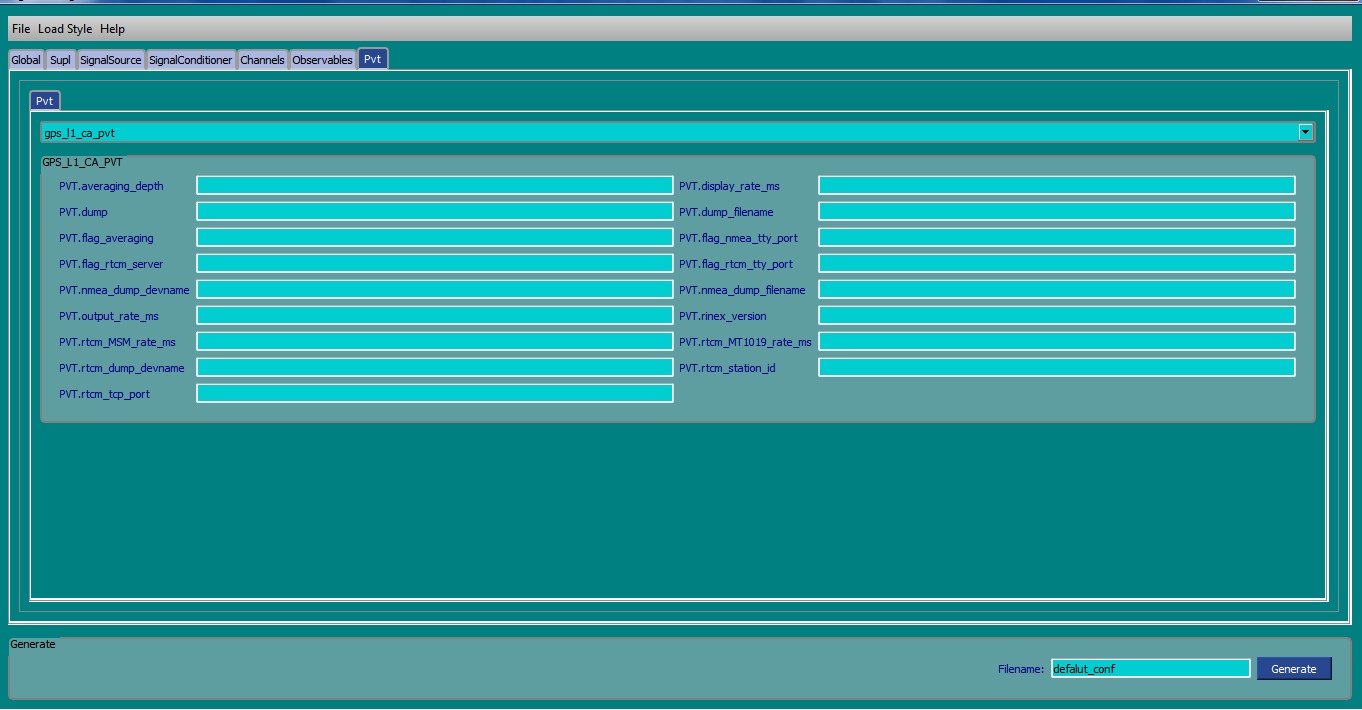 File Load Style Help
Global Supl SignalSource SignalConditioner Channels Observables Pvt
Pvt
gps_l1_ca_pvt
GPS_L1_CA_PVT
PVT.averaging_depth PVT.display_rate_ms
PVT.dump PVT.dump_filename
PVT.flag_averaging PVT.flag_nmea_tty_port
PVT.flag_rtcm_server PVT.flag_rtcm_tty_port
PVT.nmea_dump_devname PVT.nmea_dump_filename
PVT.output_rate_ms PVT.rinex_version
PVT.rtcm_MSM_rate_ms PVT.rtcm_MT1019_rate_ms
PVT.rtcm_dump_devname PVT.rtcm_station_id
PVT.rtcm_tcp_port
Generate
Filename: defalut_conf Generate